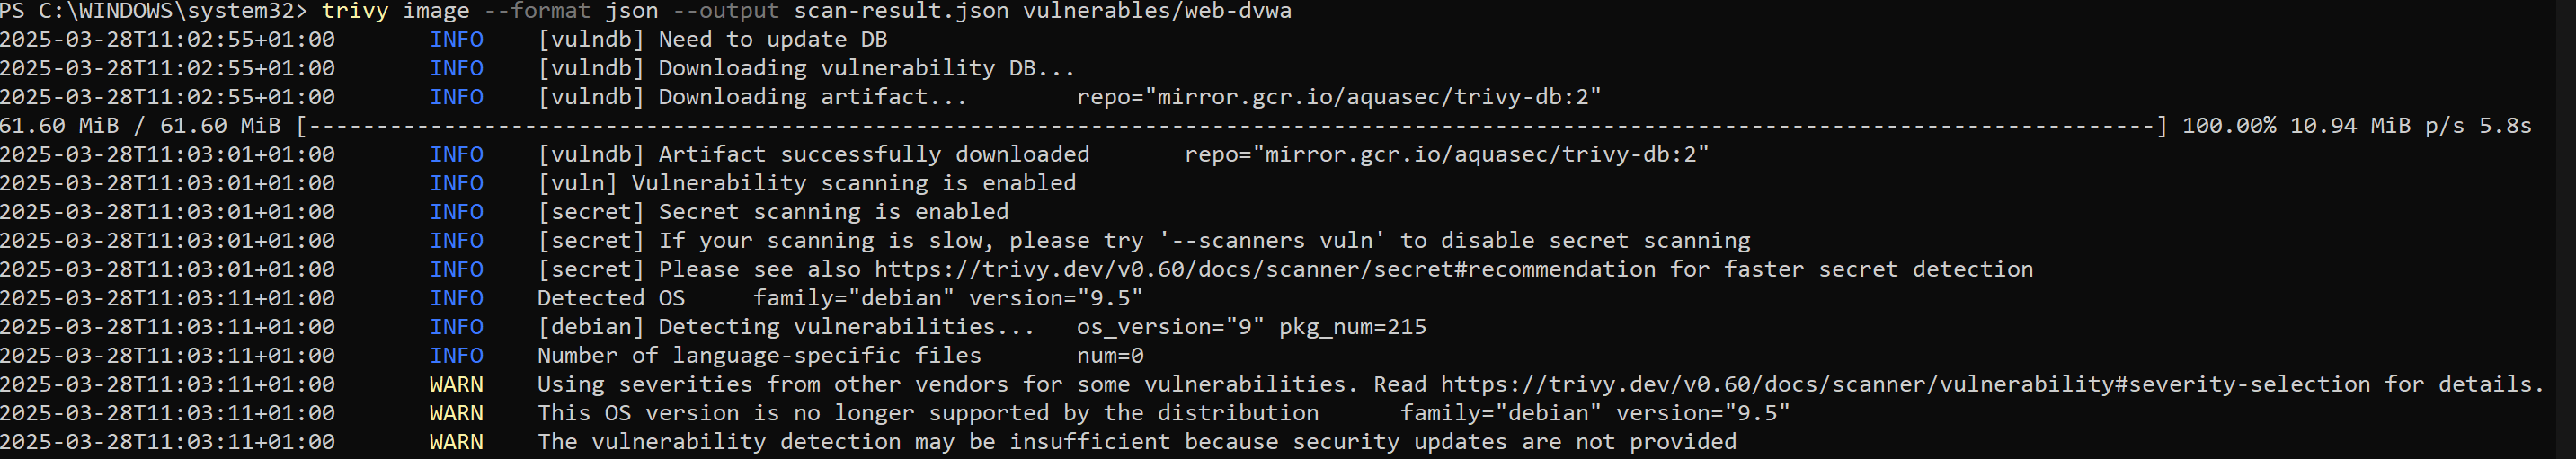 PS C:\WINDOWS\system32> trivy image --format json --output scan-result.json vulnerables/web-dvwa
2025-03-28T11:02:55+01:00       INFO    [vulndb] Need to update DB
2025-03-28T11:02:55+01:00       INFO    [vulndb] Downloading vulnerability DB...
2025-03-28T11:02:55+01:00       INFO    [vulndb] Downloading artifact...        repo="mirror.gcr.io/aquasec/trivy-db:2"
61.60 MiB / 61.60 MiB [-----------------------------------------------------------------------------------------------------------------------------------------] 100.00% 10.94 MiB p/s 5.8s
2025-03-28T11:03:01+01:00       INFO    [vulndb] Artifact successfully downloaded       repo="mirror.gcr.io/aquasec/trivy-db:2"
2025-03-28T11:03:01+01:00       INFO    [vuln] Vulnerability scanning is enabled
2025-03-28T11:03:01+01:00       INFO    [secret] Secret scanning is enabled
2025-03-28T11:03:01+01:00       INFO    [secret] If your scanning is slow, please try '--scanners vuln' to disable secret scanning
2025-03-28T11:03:01+01:00       INFO    [secret] Please see also https://trivy.dev/v0.60/docs/scanner/secret#recommendation for faster secret detection
2025-03-28T11:03:11+01:00       INFO    Detected OS     family="debian" version="9.5"
2025-03-28T11:03:11+01:00       INFO    [debian] Detecting vulnerabilities...   os_version="9" pkg_num=215
2025-03-28T11:03:11+01:00       INFO    Number of language-specific files       num=0
2025-03-28T11:03:11+01:00       WARN    Using severities from other vendors for some vulnerabilities. Read https://trivy.dev/v0.60/docs/scanner/vulnerability#severity-selection for details.
2025-03-28T11:03:11+01:00       WARN    This OS version is no longer supported by the distribution      family="debian" version="9.5"
2025-03-28T11:03:11+01:00       WARN    The vulnerability detection may be insufficient because security updates are not provided